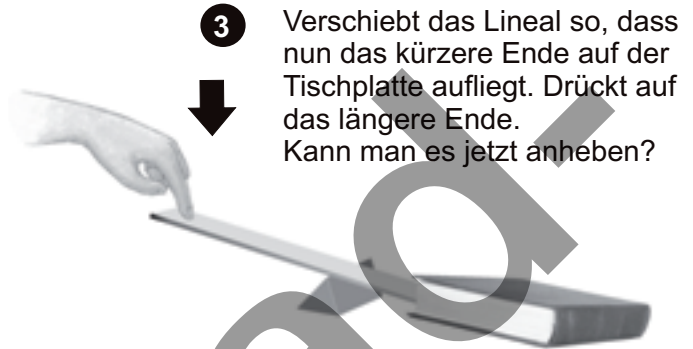 3
Verschiebt das Lineal so, dass
nun das kürzere Ende auf der
Tischplatte aufliegt. Drückt auf
das längere Ende.
Kann man es jetzt anheben?